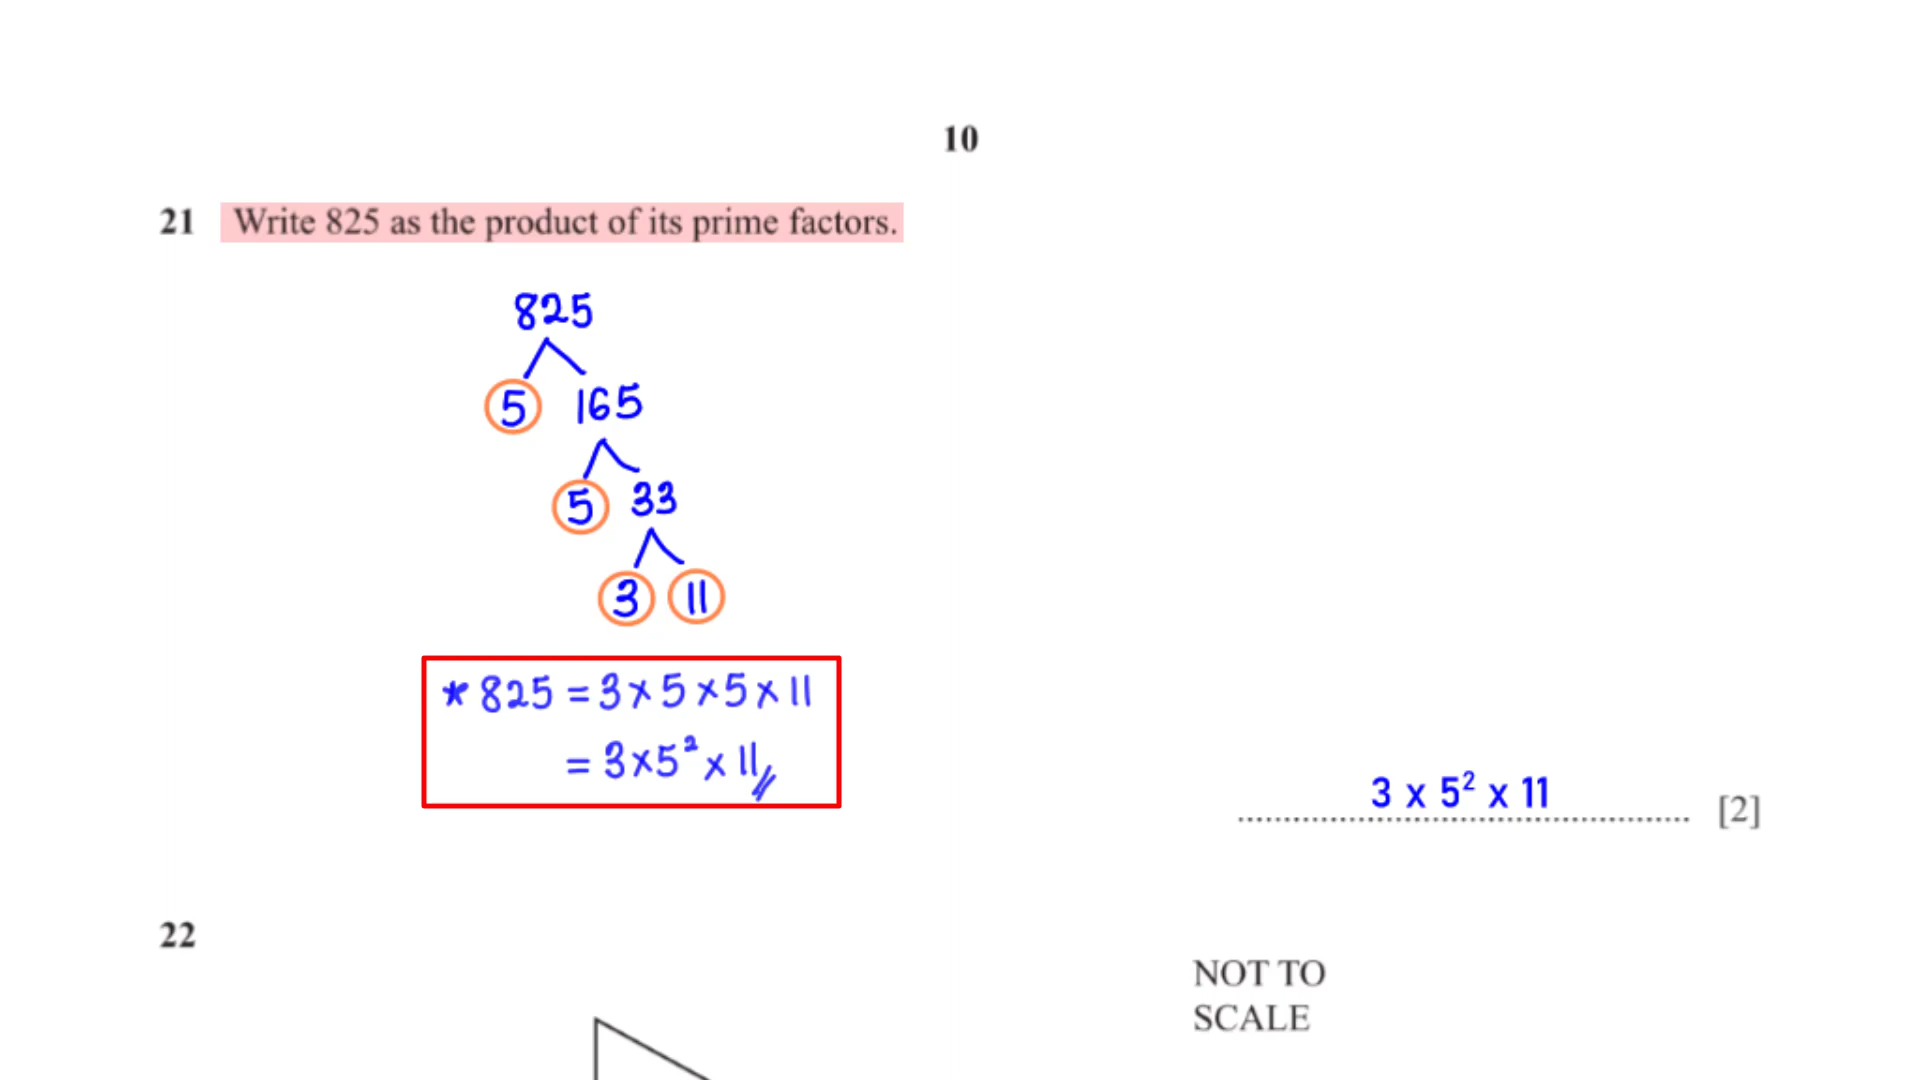 10
21 Write 825 as the product of its prime factors.
825
5 165
5 33
3 11
* 825 = 3 x 5 x 5 x 11
= 3 x 5² x 11
3 x 5² x 11 [2]
22
NOT TO
SCALE